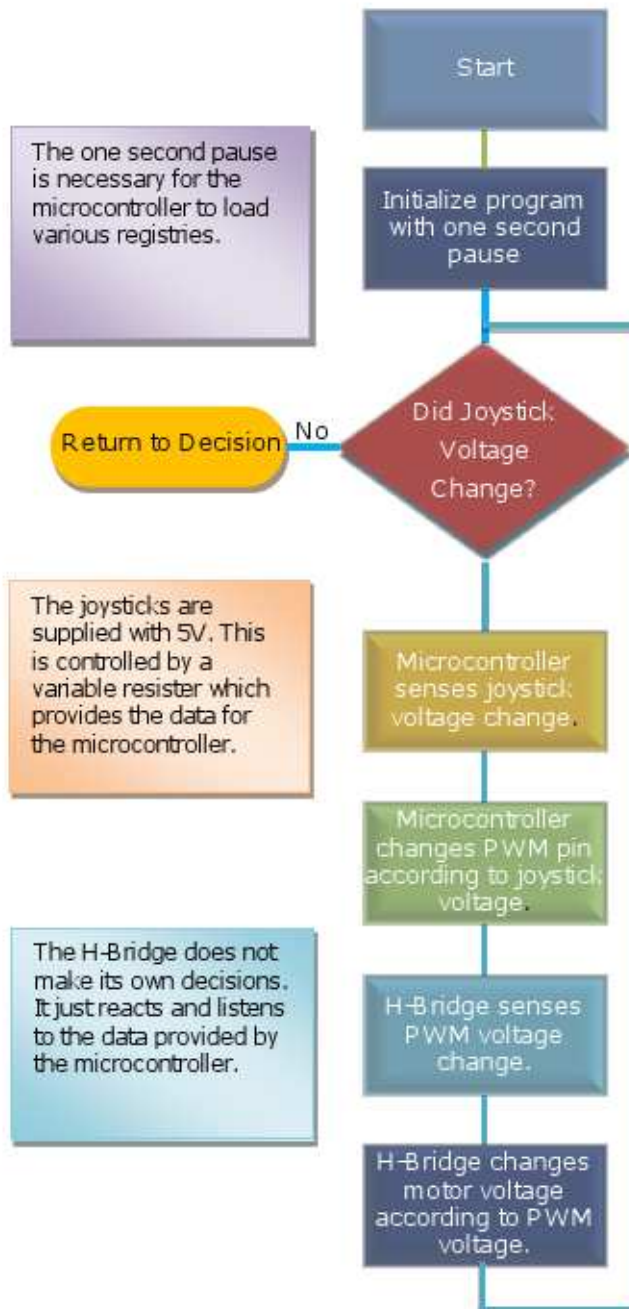 Start
The one second pause
is necessary for the
microcontroller to load
various registries.
Initialize program
with one second
pause
Did Joystick
Voltage
Change?
No
Return to Decision
The joysticks are
supplied with 5V. This
is controlled by a
variable resister which
provides the data for
the microcontroller.
Microcontroller
senses joystick
voltage change.
Microcontroller
changes PWM pin
according to joystick
voltage.
The H-Bridge does not
make its own decisions.
It just reacts and listens
to the data provided by
the microcontroller.
H-Bridge senses
PWM voltage
change.
H-Bridge changes
motor voltage
according to PWM
voltage.